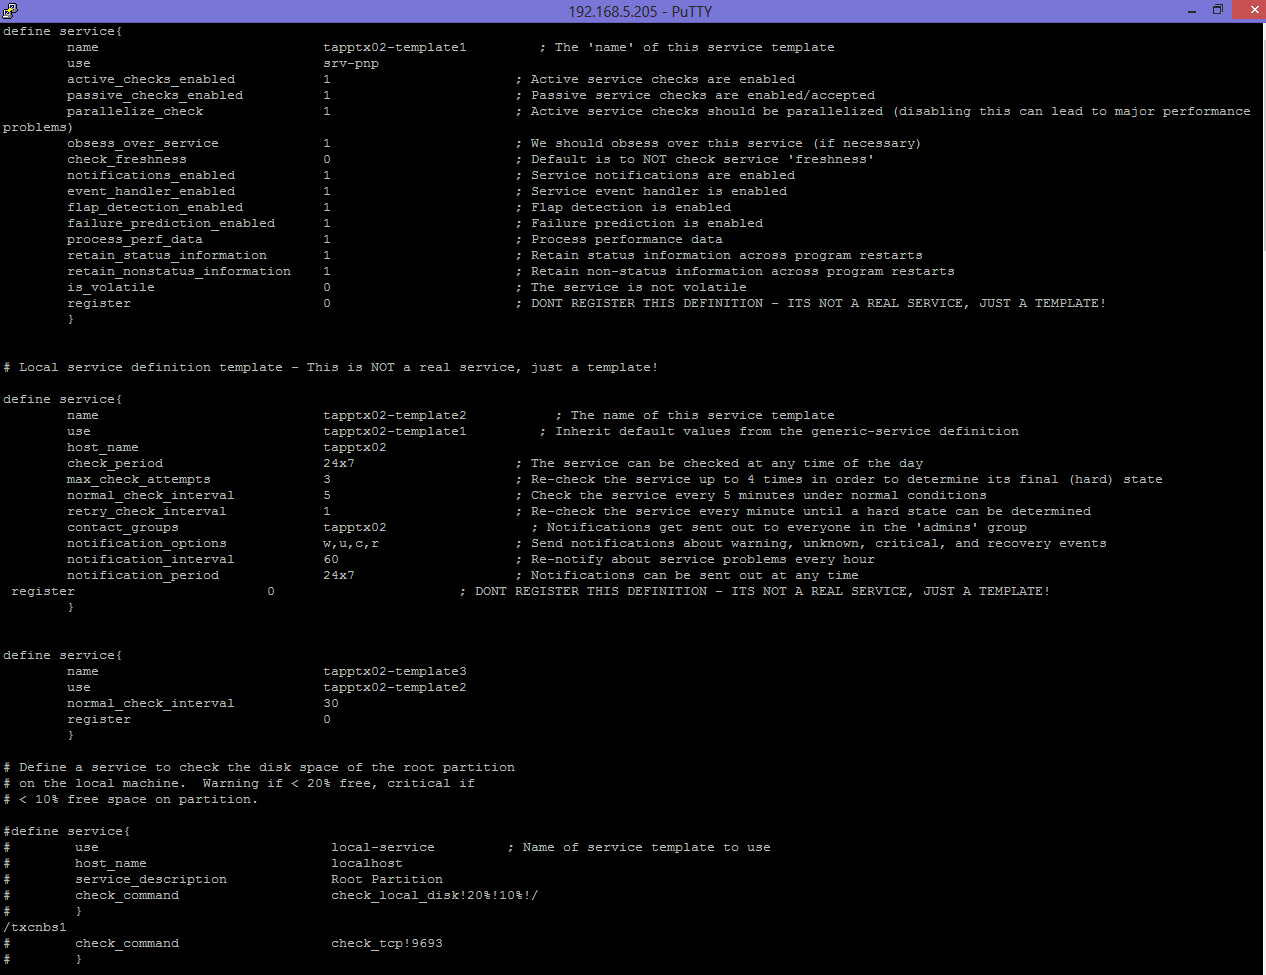 192.168.5.205 - PuTTY
define service{
name tapptx02-template1 ; The 'name' of this service template
use srv-pnp
active_checks_enabled 1 ; Active service checks are enabled
passive_checks_enabled 1 ; Passive service checks are enabled/accepted
parallelize_check 1 ; Active service checks should be parallelized (disabling this can lead to major performance
problems)
obsess_over_service 1 ; We should obsess over this service (if necessary)
check_freshness 0 ; Default is to NOT check service 'freshness'
notifications_enabled 1 ; Service notifications are enabled
event_handler_enabled 1 ; Service event handler is enabled
flap_detection_enabled 1 ; Flap detection is enabled
failure_prediction_enabled 1 ; Failure prediction is enabled
process_perf_data 1 ; Process performance data
retain_status_information 1 ; Retain status information across program restarts
retain_nonstatus_information 1 ; Retain non-status information across program restarts
is_volatile 0 ; The service is not volatile
register 0 ; DONT REGISTER THIS DEFINITION - ITS NOT A REAL SERVICE, JUST A TEMPLATE!
}
# Local service definition template - This is NOT a real service, just a template!
define service{
name tapptx02-template2 ; The name of this service template
use tapptx02-template1 ; Inherit default values from the generic-service definition
host_name tapptx02
check_period 24x7 ; The service can be checked at any time of the day
max_check_attempts 3 ; Re-check the service up to 4 times in order to determine its final (hard) state
normal_check_interval 5 ; Check the service every 5 minutes under normal conditions
retry_check_interval 1 ; Re-check the service every minute until a hard state can be determined
contact_groups tapptx02 ; Notifications get sent out to everyone in the 'admins' group
notification_options w,u,c,r ; Send notifications about warning, unknown, critical, and recovery events
notification_interval 60 ; Re-notify about service problems every hour
notification_period 24x7 ; Notifications can be sent out at any time
register 0 ; DONT REGISTER THIS DEFINITION - ITS NOT A REAL SERVICE, JUST A TEMPLATE!
}
define service{
name tapptx02-template3
use tapptx02-template2
normal_check_interval 30
register 0
}
# Define a service to check the disk space of the root partition
# on the local machine.  Warning if < 20% free, critical if
# < 10% free space on partition.
#define service{
# use local-service ; Name of service template to use
# host_name localhost
# service_description Root Partition
# check_command check_local_disk!20%!10%!/
# }
/txcnbs1
# check_command check_tcp!9693
# }